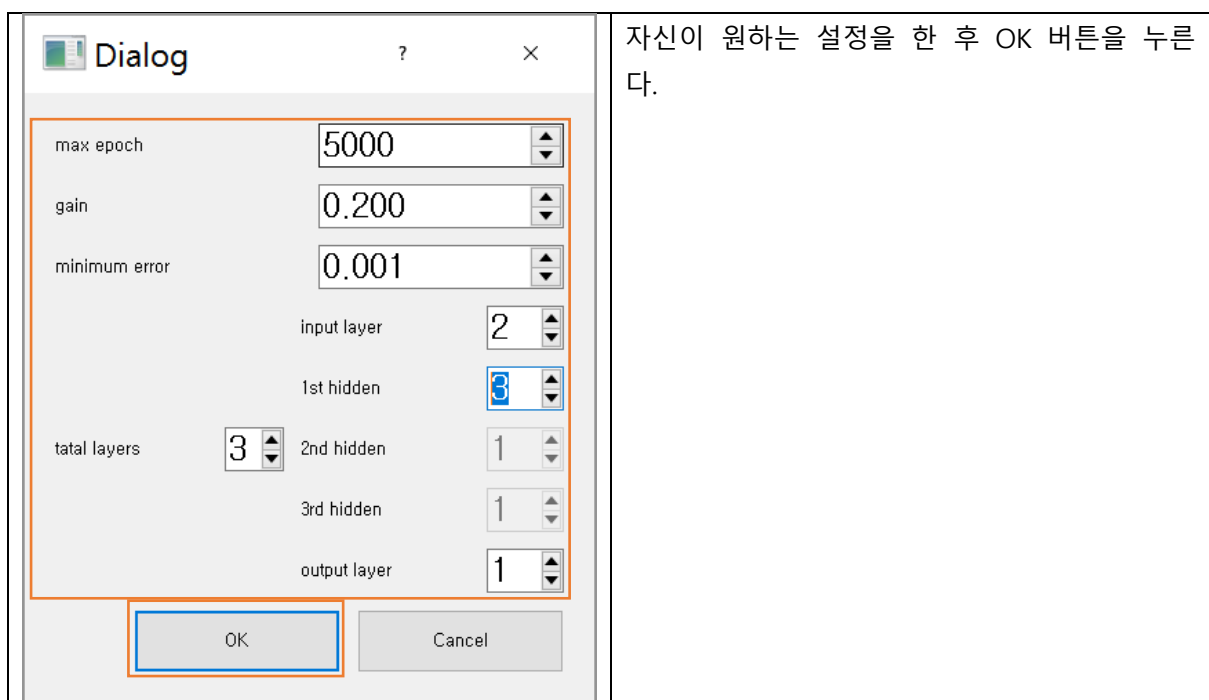 Dialog
?
×
max epoch 5000
gain 0.200
minimum error 0.001
input layer 2
1st hidden 3
tatal layers 3 2nd hidden 1
3rd hidden 1
output layer 1
OK Cancel
자신이 원하는 설정을 한 후 OK 버튼을 누른
다.